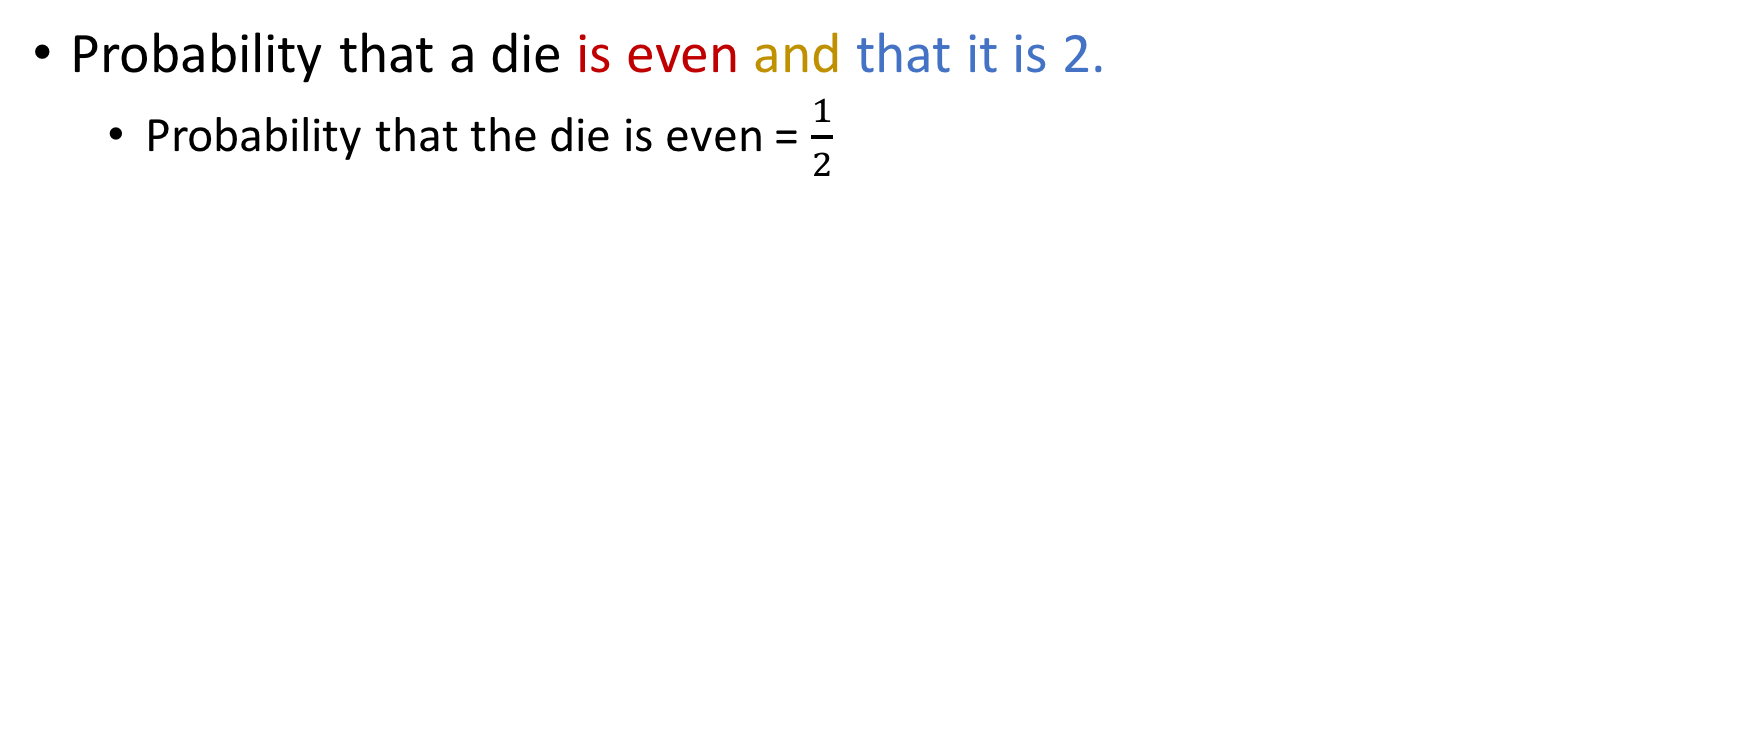 • Probability that a die is even and that it is 2.
• Probability that the die is even = 1/2